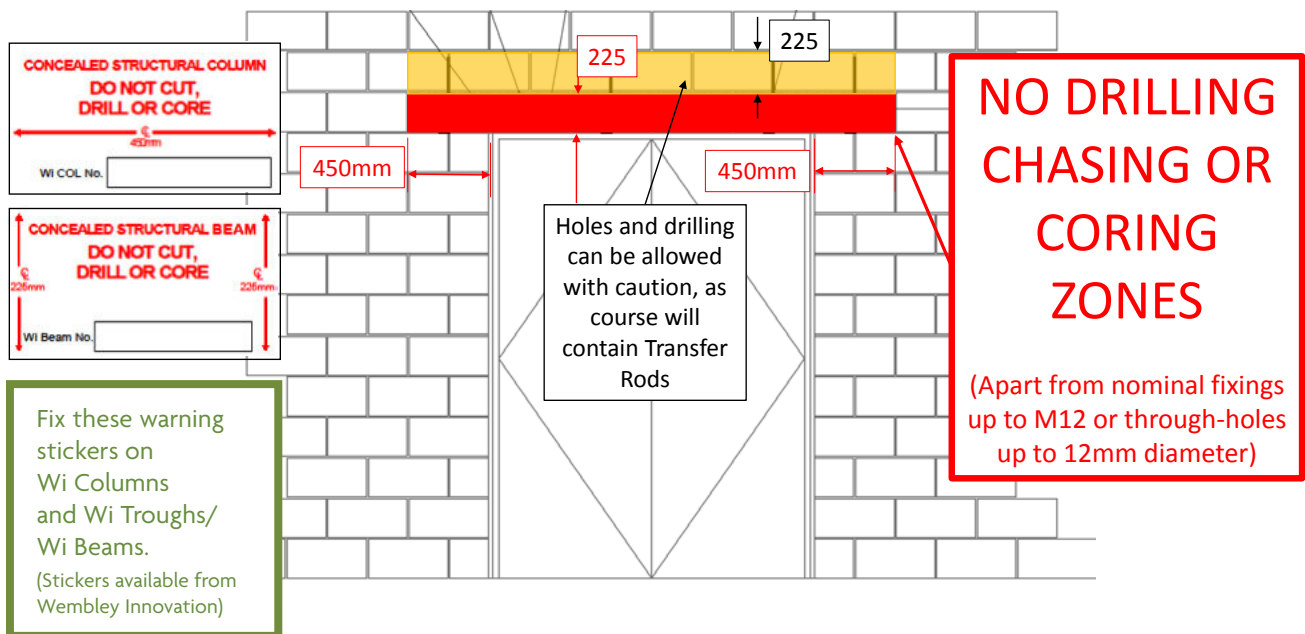 CONCEALED STRUCTURAL COLUMN
DO NOT CUT,
DRILL OR CORE
℄
450mm
Wi COL No.
CONCEALED STRUCTURAL BEAM
DO NOT CUT,
DRILL OR CORE
℄
225mm
℄
225mm
Wi Beam No.
Fix these warning
stickers on
Wi Columns
and Wi Troughs/
Wi Beams.
(Stickers available from
Wembley Innovation)
225
225
450mm
450mm
Holes and drilling
can be allowed
with caution, as
course will
contain Transfer
Rods
NO DRILLING
CHASING OR
CORING
ZONES
(Apart from nominal fixings
up to M12 or through-holes
up to 12mm diameter)